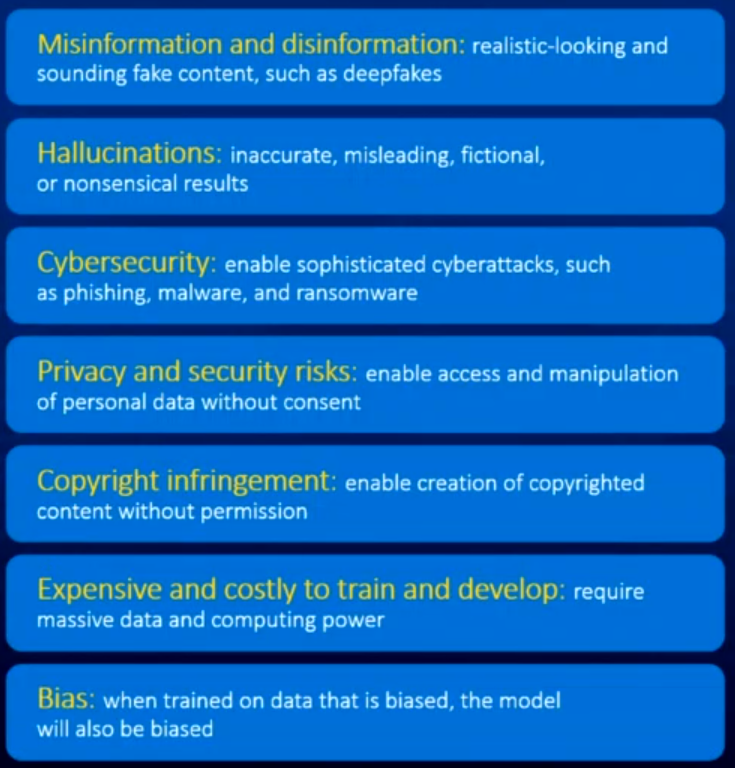 Misinformation and disinformation: realistic-looking and
sounding fake content, such as deepfakes
Hallucinations: inaccurate, misleading, fictional,
or nonsensical results
Cybersecurity: enable sophisticated cyberattacks, such
as phishing, malware, and ransomware
Privacy and security risks: enable access and manipulation
of personal data without consent
Copyright infringement: enable creation of copyrighted
content without permission
Expensive and costly to train and develop: require
massive data and computing power
Bias: when trained on data that is biased, the model
will also be biased